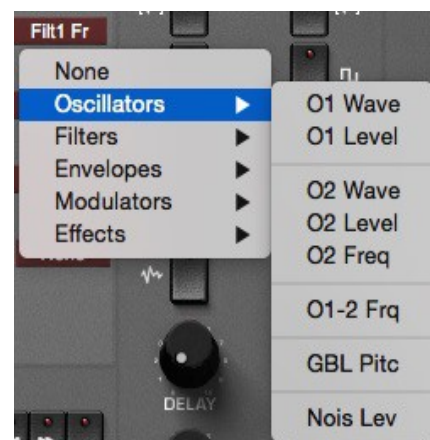 Filt1 Fr
None
Oscillators
Filters
Envelopes
Modulators
Effects
O1 Wave
O1 Level
O2 Wave
O2 Level
O2 Freq
O1-2 Frq
GBL Pitc
Nois Lev
DELAY